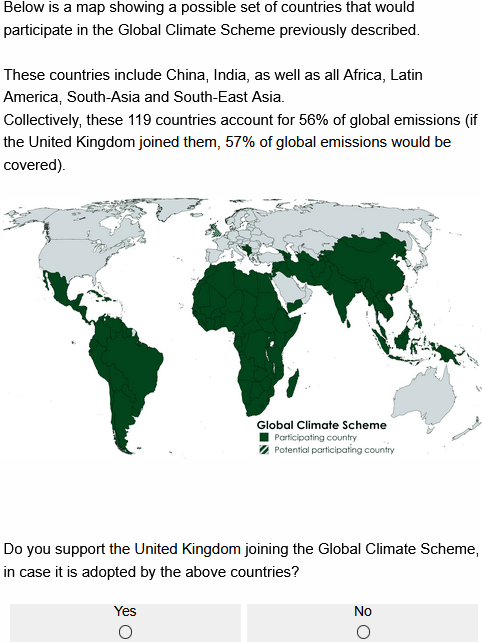 Below is a map showing a possible set of countries that would
participate in the Global Climate Scheme previously described.
These countries include China, India, as well as all Africa, Latin
America, South-Asia and South-East Asia.
Collectively, these 119 countries account for 56% of global emissions (if
the United Kingdom joined them, 57% of global emissions would be
covered).
Global Climate Scheme
Participating country
Potential participating country
Do you support the United Kingdom joining the Global Climate Scheme,
in case it is adopted by the above countries?
Yes No